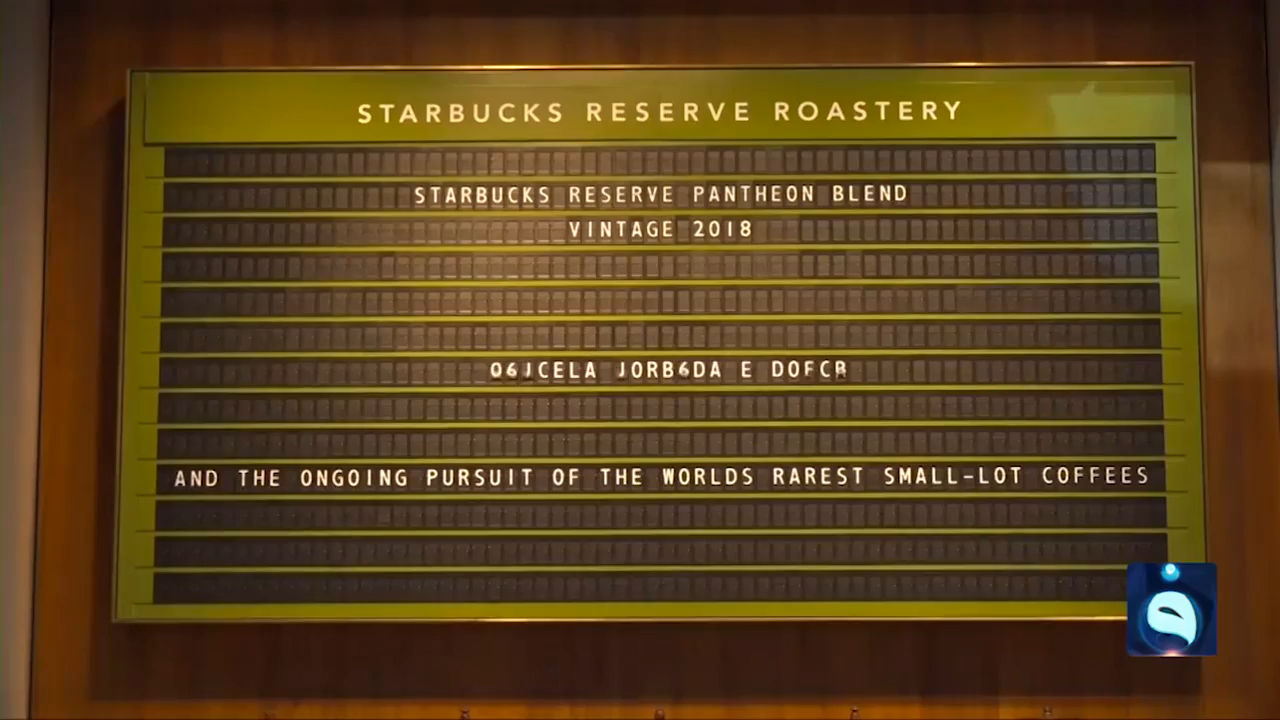 STARBUCKS RESERVE ROASTERY
STARBUCKS RESERVE PANTHEON BLEND
VINTAGE 2018
AND THE ONGOING PURSUIT OF THE WORLDS RAREST SMALL-LOT COFFEES